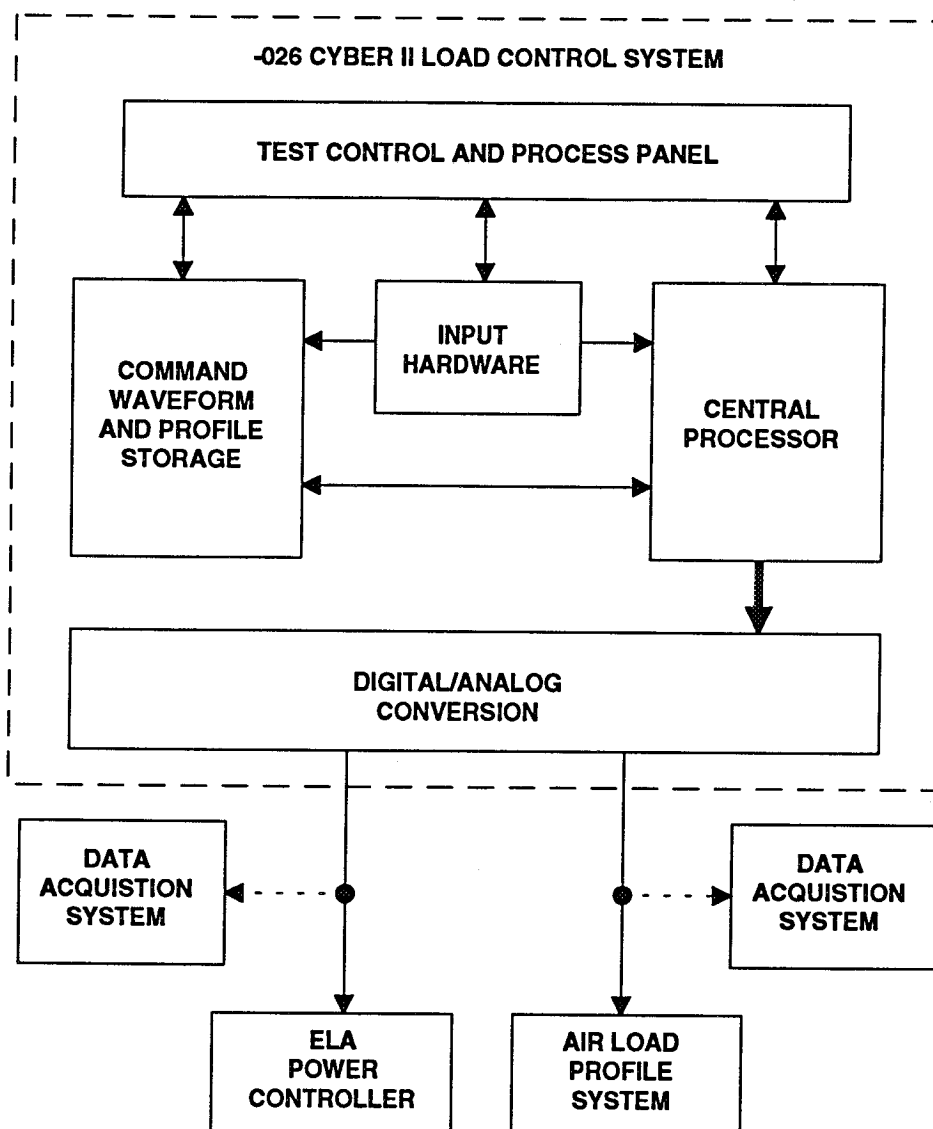 -026 CYBER II LOAD CONTROL SYSTEM
TEST CONTROL AND PROCESS PANEL
COMMAND
WAVEFORM
AND PROFILE
STORAGE
INPUT
HARDWARE
CENTRAL
PROCESSOR
DIGITAL/ANALOG
CONVERSION
DATA
ACQUISTION
SYSTEM
DATA
ACQUISTION
SYSTEM
ELA
POWER
CONTROLLER
AIR LOAD
PROFILE
SYSTEM